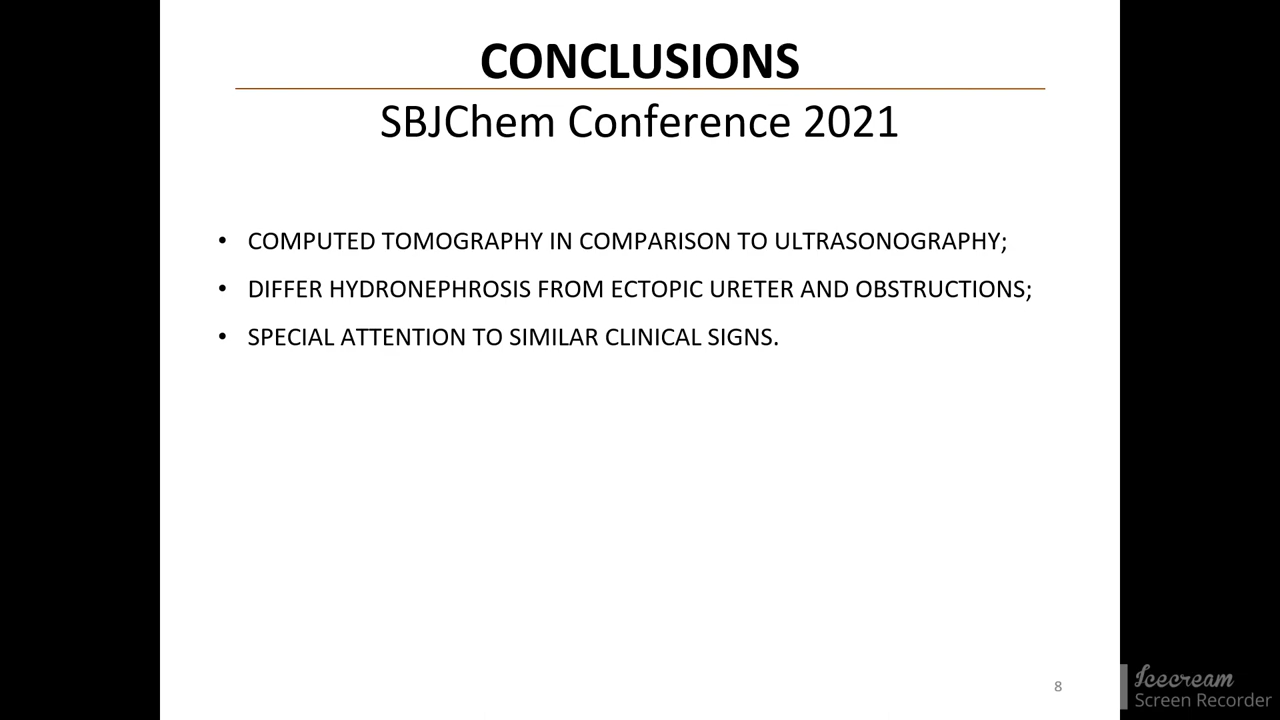 CONCLUSIONS
SBJChem Conference 2021
• COMPUTED TOMOGRAPHY IN COMPARISON TO ULTRASONOGRAPHY;
• DIFFER HYDRONEPHROSIS FROM ECTOPIC URETER AND OBSTRUCTIONS;
• SPECIAL ATTENTION TO SIMILAR CLINICAL SIGNS.
8
Icecream
Screen Recorder